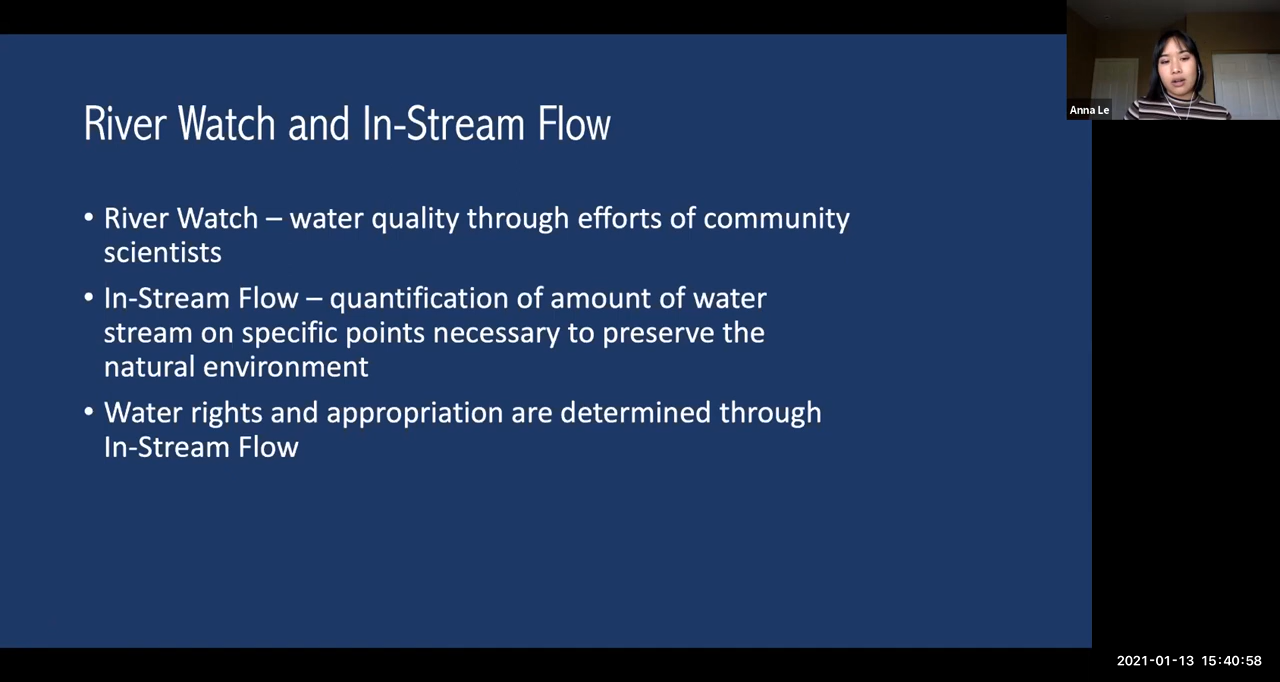 River Watch and In-Stream Flow
• River Watch – water quality through efforts of community
scientists
• In-Stream Flow – quantification of amount of water
stream on specific points necessary to preserve the
natural environment
• Water rights and appropriation are determined through
In-Stream Flow
Anna Le
2021-01-13 15:40:58